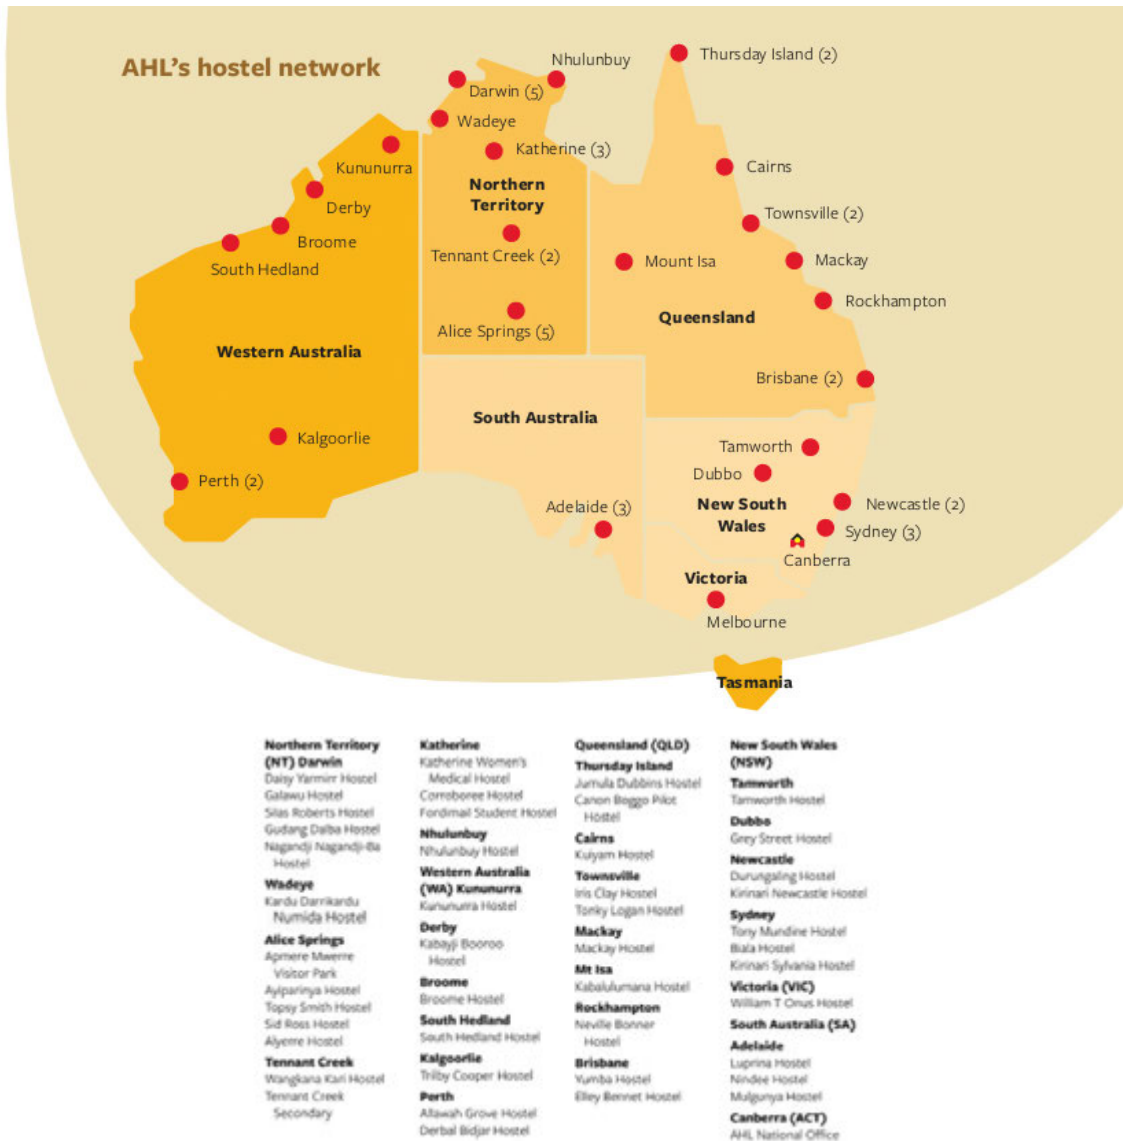 AHL's hostel network
Nhulunbuy
Thursday Island (2)
Darwin (5)
Wadeye
Katherine (3)
Kununurra
Cairns
Northern
Territory
Derby
Townsville (2)
Broome
Tennant Creek (2)
Mount Isa
Mackay
South Hedland
Rockhampton
Queensland
Alice Springs (5)
Western Australia
Brisbane (2)
South Australia
Kalgoorlie
Tamworth
Dubbo
Perth (2)
New South
Wales
Newcastle (2)
Adelaide (3)
Sydney (3)
Canberra
Victoria
Melbourne
Tasmania
Northern Territory
(NT) Darwin
Daisy Yarmirr Hostel
Galawu Hostel
Silas Roberts Hostel
Gudang Dalba Hostel
Nagandji Nagandji-Ba
Hostel
Wadeye
Kardu Darrikardu
Numida Hostel
Alice Springs
Apmere Mwerre
Visitor Park
Ayiparinya Hostel
Topsy Smith Hostel
Sid Ross Hostel
Alyerre Hostel
Tennant Creek
Wangkana Kari Hostel
Tennant Creek
Secondary
Katherine
Katherine Women's
Medical Hostel
Corroboree Hostel
Fordimail Student Hostel
Nhulunbuy
Nhulunbuy Hostel
Western Australia
(WA) Kununurra
Kununurra Hostel
Derby
Kabayji Booroo
Hostel
Broome
Broome Hostel
South Hedland
South Hedland Hostel
Kalgoorlie
Trilby Cooper Hostel
Perth
Allawah Grove Hostel
Derbal Bidjar Hostel
Queensland (QLD)
Thursday Island
Jumula Dubbins Hostel
Canon Boggo Pilot
Hostel
Cairns
Kuiyam Hostel
Townsville
Iris Clay Hostel
Tonky Logan Hostel
Mackay
Mackay Hostel
Mt Isa
Kabalulumana Hostel
Rockhampton
Neville Bonner
Hostel
Brisbane
Yumba Hostel
Elley Bennet Hostel
New South Wales
(NSW)
Tamworth
Tamworth Hostel
Dubbo
Grey Street Hostel
Newcastle
Durungaling Hostel
Kirinari Newcastle Hostel
Sydney
Tony Mundine Hostel
Biala Hostel
Kirinari Sylvania Hostel
Victoria (VIC)
William T Onus Hostel
South Australia (SA)
Adelaide
Luprina Hostel
Nindee Hostel
Mulgunya Hostel
Canberra (ACT)
AHL National Office